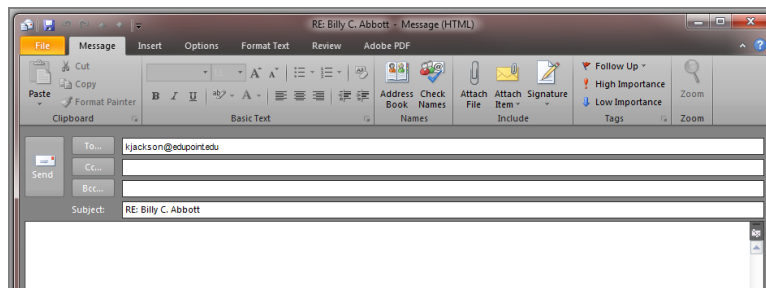 RE: Billy C. Abbott - Message (HTML)
File Message Insert Options Format Text Review Adobe PDF
Cut
Copy
Format Painter
Paste
Clipboard
A A
B I U ab A
Basic Text
Address Book
Check Names
Names
Attach File
Attach Item
Signature
Include
Follow Up
High Importance
Low Importance
Tags
Zoom
Zoom
Send
To... kjackson@edupoint.edu
Cc...
Bcc...
Subject: RE: Billy C. Abbott